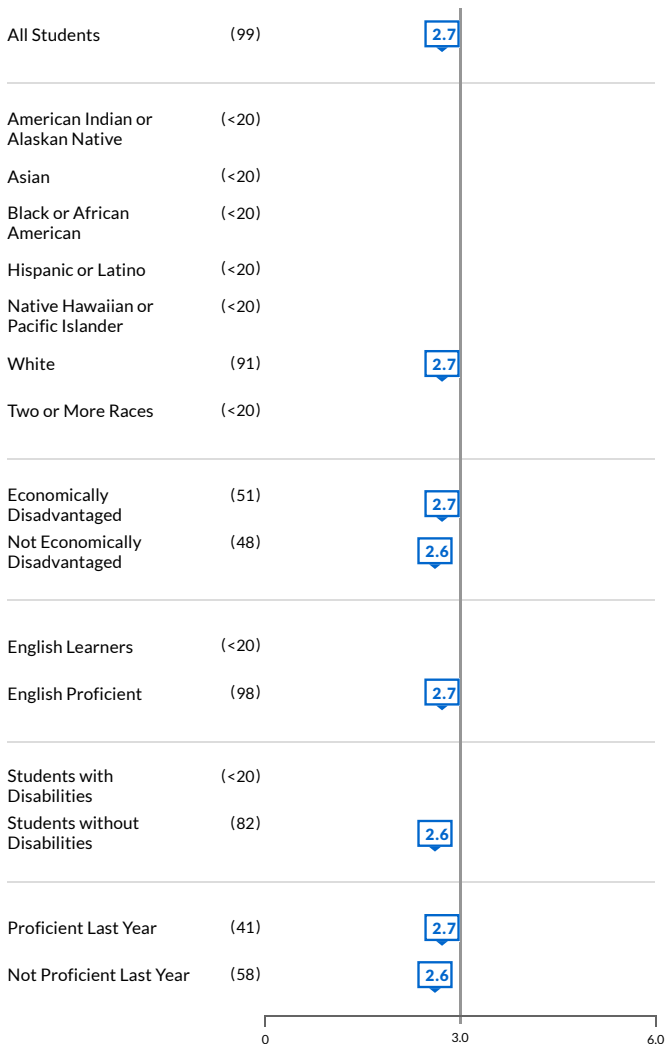 All Students (99) 2.7
American Indian or (<20)
Alaskan Native
Asian (<20)
Black or African (<20)
American
Hispanic or Latino (<20)
Native Hawaiian or (<20)
Pacific Islander
White (91) 2.7
Two or More Races (<20)
Economically (51) 2.7
Disadvantaged
Not Economically (48) 2.6
Disadvantaged
English Learners (<20)
English Proficient (98) 2.7
Students with (<20)
Disabilities
Students without (82) 2.6
Disabilities
Proficient Last Year (41) 2.7
Not Proficient Last Year (58) 2.6
0 3.0 6.0